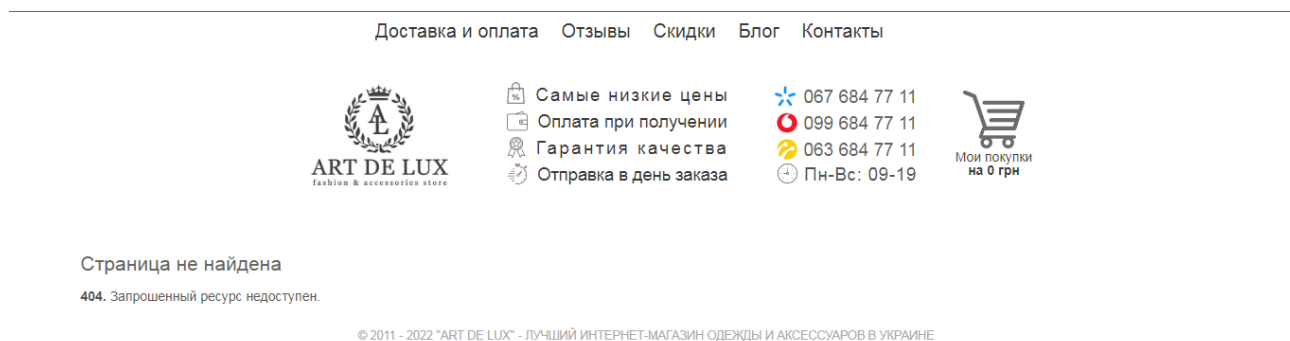 Доставка и оплата Отзывы Скидки Блог Контакты
AL
ART DE LUX
fashion & accessories store
% Самые низкие цены
Оплата при получении
Гарантия качества
Отправка в день заказа
067 684 77 11
099 684 77 11
063 684 77 11
Пн-Вс: 09-19
Мои покупки
на 0 грн
Страница не найдена
404. Запрошенный ресурс недоступен.
© 2011 - 2022 "ART DE LUX" - ЛУЧШИЙ ИНТЕРНЕТ-МАГАЗИН ОДЕЖДЫ И АКСЕССУАРОВ В УКРАИНЕ